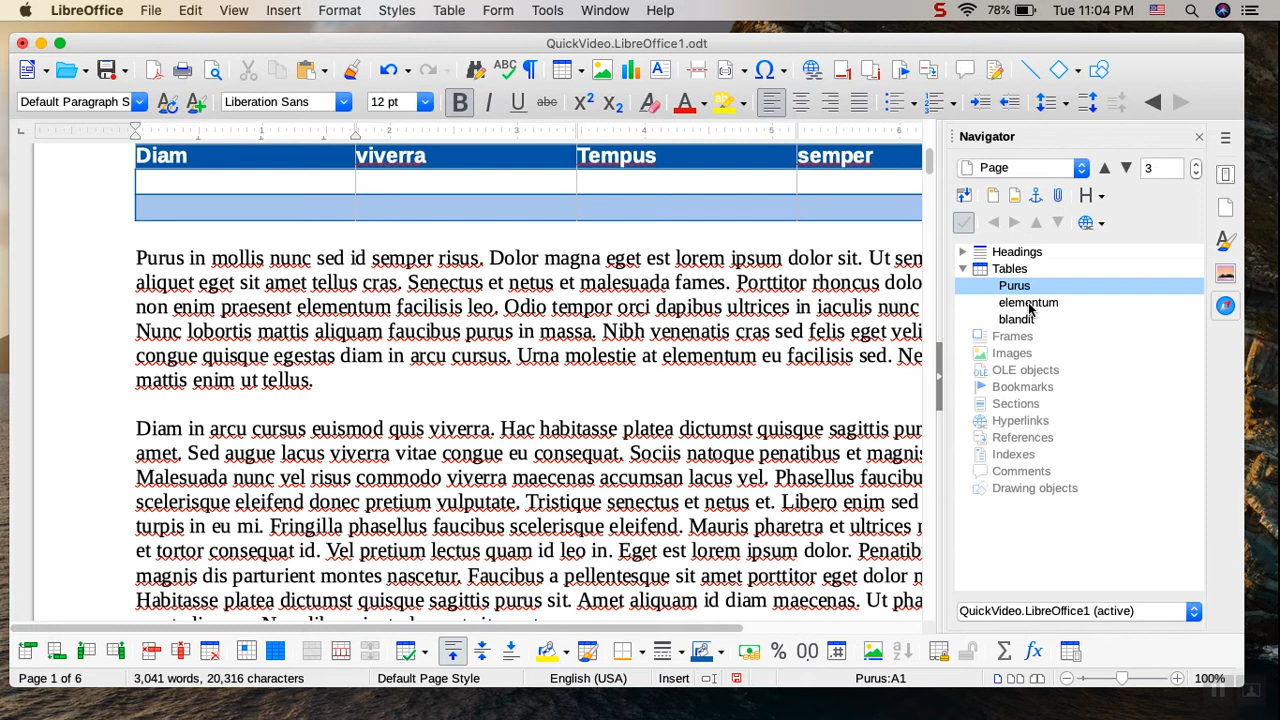 LibreOffice File Edit View Insert Format Styles Table Form Tools Window Help S 78% Tue 11:04 PM
QuickVideo.LibreOffice1.odt
ABC
Default Paragraph S Liberation Sans 12 pt B I U abc X² X₂ A
1 2 3 4 5 6
Navigator
Page 3
Diam viverra Tempus semper
Headings
Tables
Purus
elementum
blandit
Frames
Images
OLE objects
Bookmarks
Sections
Hyperlinks
References
Indexes
Comments
Drawing objects
Purus in mollis nunc sed id semper risus. Dolor magna eget est lorem ipsum dolor sit. Ut sen
aliquet eget sit amet tellus cras. Senectus et netus et malesuada fames. Porttitor rhoncus dolo
non enim praesent elementum facilisis leo. Odio tempor orci dapibus ultrices in iaculis nunc
Nunc lobortis mattis aliquam faucibus purus in massa. Nibh venenatis cras sed felis eget veli
congue quisque egestas diam in arcu cursus. Urna molestie at elementum eu facilisis sed. Ne
mattis enim ut tellus.
Diam in arcu cursus euismod quis viverra. Hac habitasse platea dictumst quisque sagittis pur
amet. Sed augue lacus viverra vitae congue eu consequat. Sociis natoque penatibus et magnis
Malesuada nunc vel risus commodo viverra maecenas accumsan lacus vel. Phasellus faucibu
scelerisque eleifend donec pretium vulputate. Tristique senectus et netus et. Libero enim sed
turpis in eu mi. Fringilla phasellus faucibus scelerisque eleifend. Mauris pharetra et ultrices
et tortor consequat id. Vel pretium lectus quam id leo in. Eget est lorem ipsum dolor. Penatib
magnis dis parturient montes nascetur. Faucibus a pellentesque sit amet porttitor eget dolor
Habitasse platea dictumst quisque sagittis purus sit. Amet aliquam id diam maecenas. Ut pha
QuickVideo.LibreOffice1 (active)
Page 1 of 6 3,041 words, 20,316 characters Default Page Style English (USA) Insert Purus:A1 100%